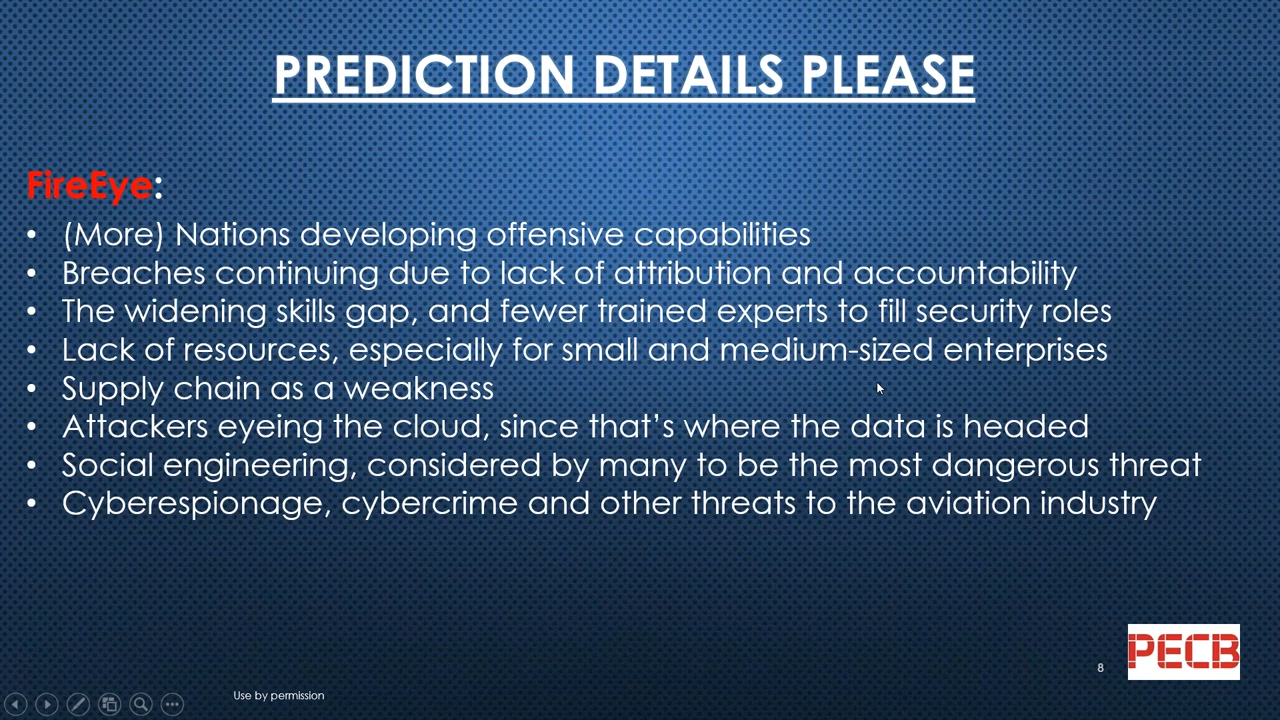 PREDICTION DETAILS PLEASE
FireEye:
• (More) Nations developing offensive capabilities
• Breaches continuing due to lack of attribution and accountability
• The widening skills gap, and fewer trained experts to fill security roles
• Lack of resources, especially for small and medium-sized enterprises
• Supply chain as a weakness
• Attackers eyeing the cloud, since that’s where the data is headed
• Social engineering, considered by many to be the most dangerous threat
• Cyberespionage, cybercrime and other threats to the aviation industry
PECB
8
Use by permission